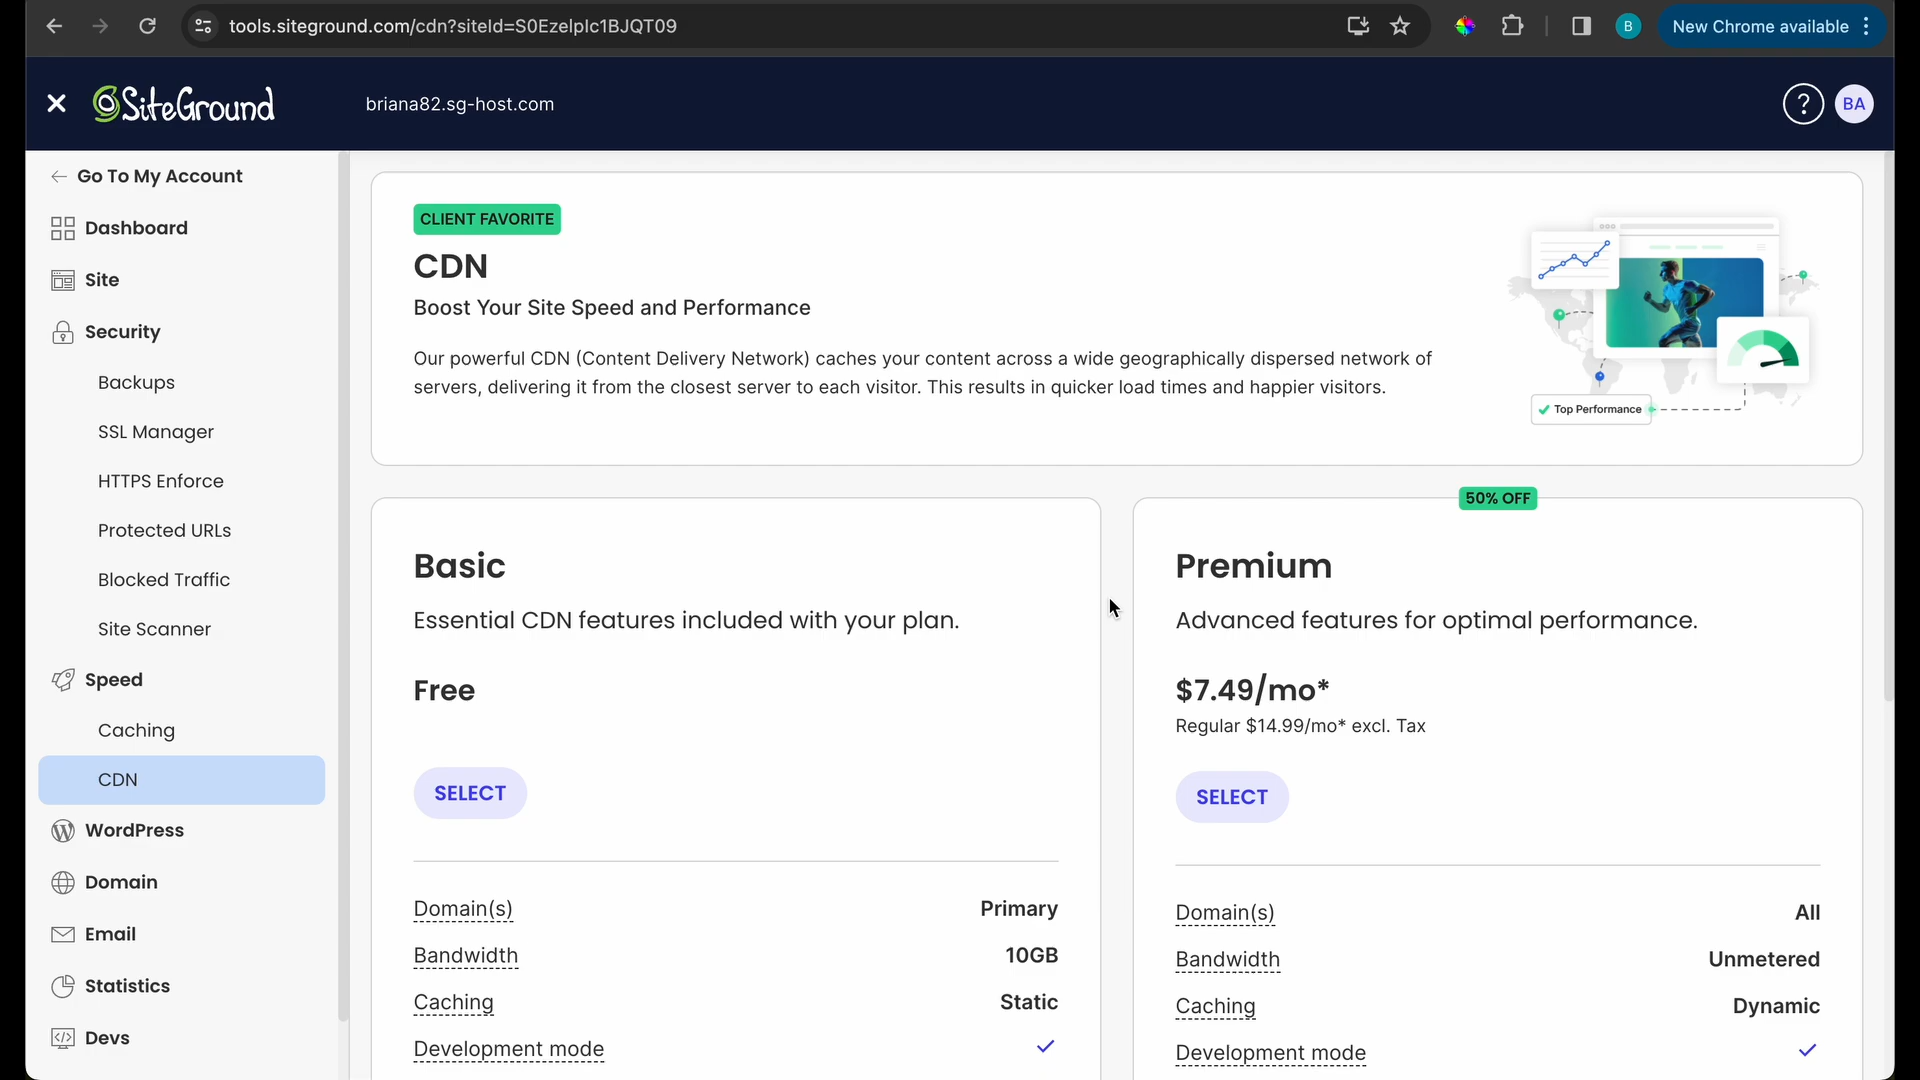 tools.siteground.com/cdn?siteId=S0EzelpIc1BJQT09
B
New Chrome available
SiteGround
briana82.sg-host.com
?
BA
Go To My Account
Dashboard
Site
Security
Backups
SSL Manager
HTTPS Enforce
Protected URLs
Blocked Traffic
Site Scanner
Speed
Caching
CDN
WordPress
Domain
Email
Statistics
Devs
CLIENT FAVORITE
CDN
Boost Your Site Speed and Performance
Our powerful CDN (Content Delivery Network) caches your content across a wide geographically dispersed network of
servers, delivering it from the closest server to each visitor. This results in quicker load times and happier visitors.
Top Performance
Basic
Essential CDN features included with your plan.
Free
SELECT
Domain(s) Primary
Bandwidth 10GB
Caching Static
Development mode
50% OFF
Premium
Advanced features for optimal performance.
$7.49/mo*
Regular $14.99/mo* excl. Tax
SELECT
Domain(s) All
Bandwidth Unmetered
Caching Dynamic
Development mode